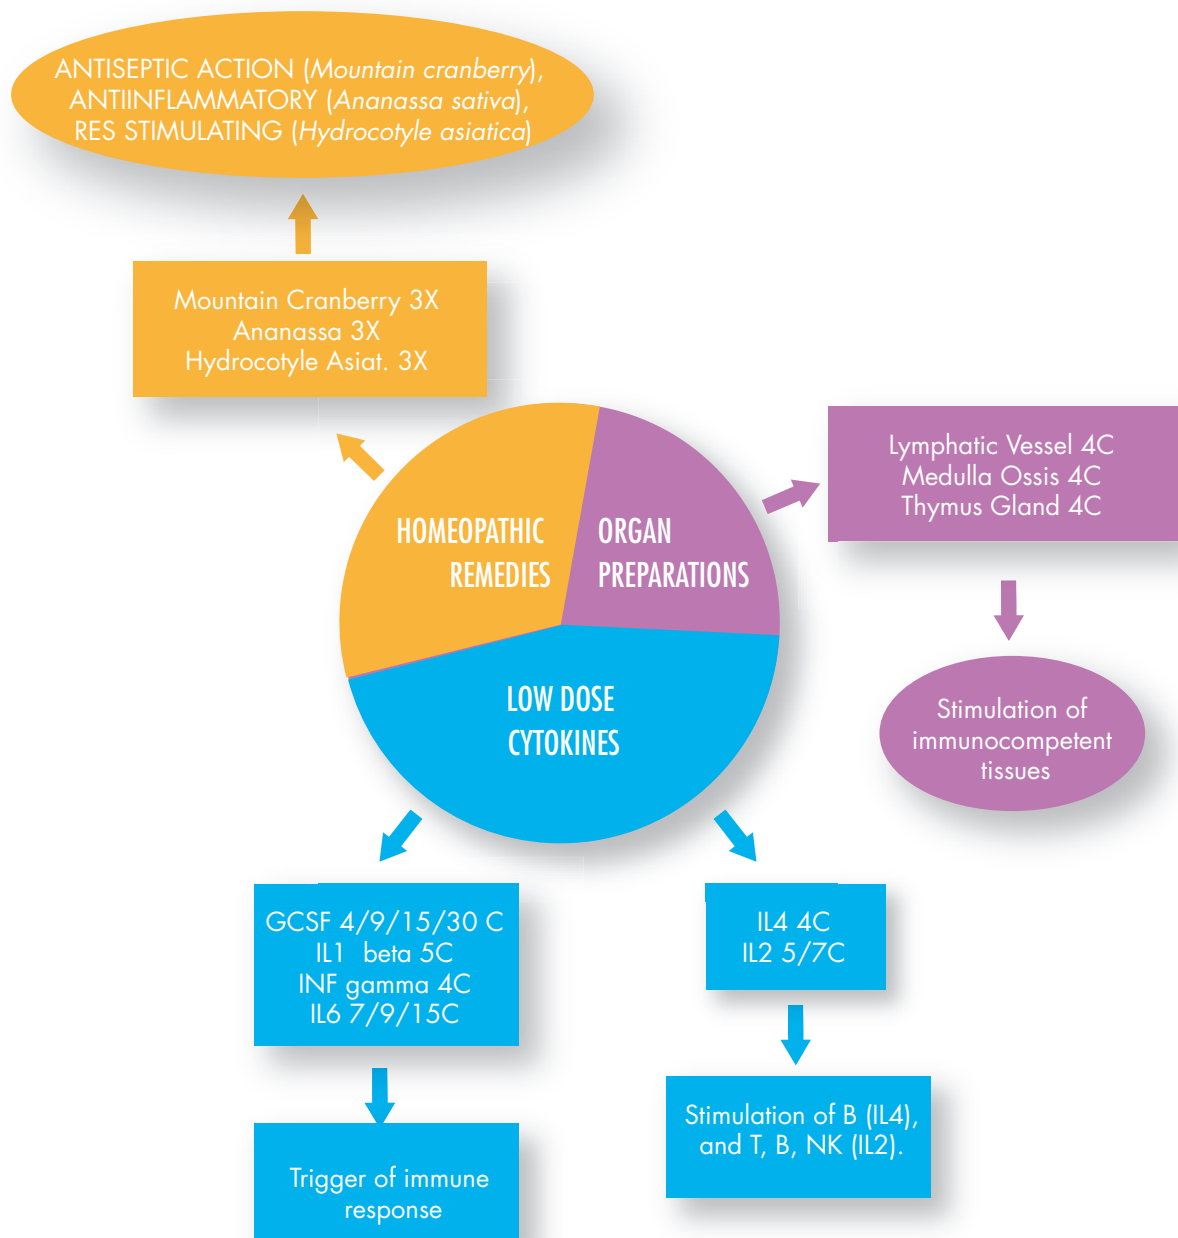 ANTISEPTIC ACTION (Mountain cranberry),
ANTIINFLAMMATORY (Ananassa sativa),
RES STIMULATING (Hydrocotyle asiatica)
Mountain Cranberry 3X
Ananassa 3X
Hydrocotyle Asiat. 3X
HOMEOPATHIC
REMEDIES
ORGAN
PREPARATIONS
Lymphatic Vessel 4C
Medulla Ossis 4C
Thymus Gland 4C
Stimulation of
immunocompetent
tissues
LOW DOSE
CYTOKINES
GCSF 4/9/15/30 C
IL1 beta 5C
INF gamma 4C
IL6 7/9/15C
Trigger of immune
response
IL4 4C
IL2 5/7C
Stimulation of B (IL4),
and T, B, NK (IL2).